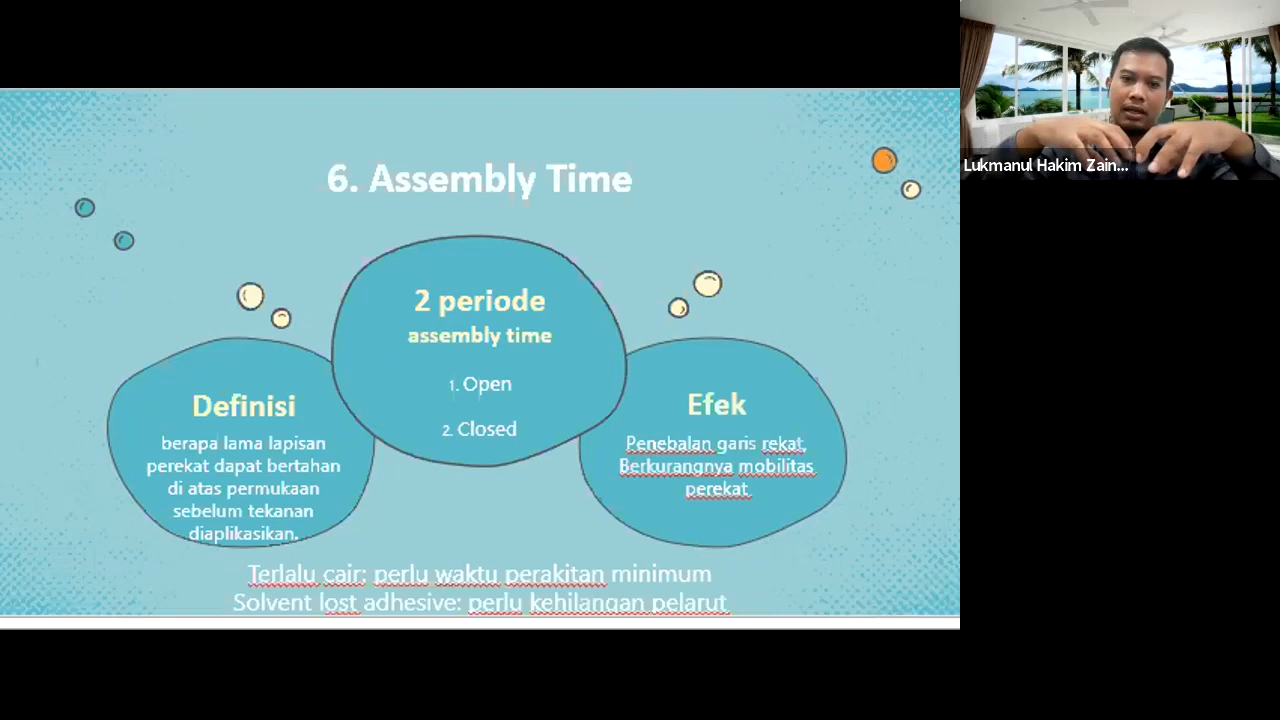 6. Assembly Time
2 periode
assembly time
1. Open
2. Closed
Definisi
berapa lama lapisan
perekat dapat bertahan
di atas permukaan
sebelum tekanan
diaplikasikan.
Efek
Penebalan garis rekat,
Berkurangnya mobilitas
perekat
Terlalu cair: perlu waktu perakitan minimum
Solvent lost adhesive: perlu kehilangan pelarut
Lukmanul Hakim Zain...